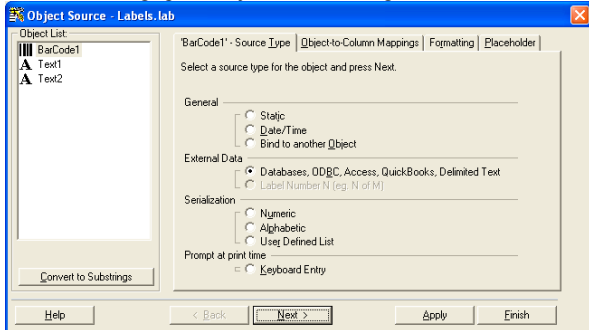 Object Source - Labels.lab
Object List:
BarCode1
A Text1
A Text2
Convert to Substrings
'BarCode1' - Source Type
Object-to-Column Mappings
Formatting
Placeholder
Select a source type for the object and press Next.
General
Static
Date/Time
Bind to another Object
External Data
Databases, ODBC, Access, QuickBooks, Delimited Text
Label Number N (eg. N of M)
Serialization
Numeric
Alphabetic
User Defined List
Prompt at print time
Keyboard Entry
Help
< Back
Next >
Apply
Finish